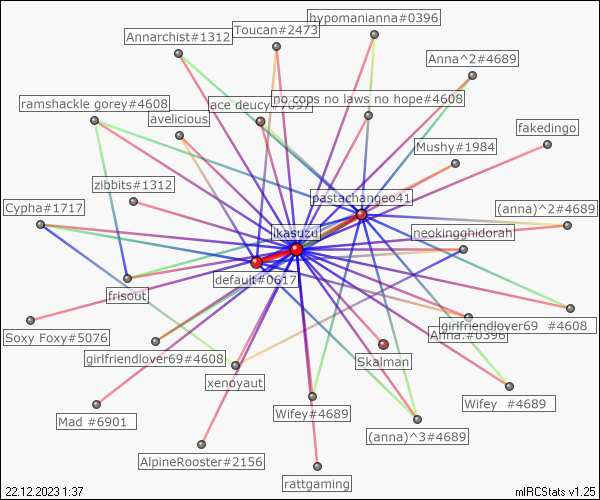 hypomanianna#0396
Toucan#2473
Annarchist#1312
Anna^2#4689
ramshackle gorey#4608
ace deucy#7097
no cops no laws no hope#4608
avelicious
fakedingo
Mushy#1984
zibbits#1312
pastachangeo41
Cypha#1717
(anna)^2#4689
ikasuzu
neokingghidorah
default#0617
frisout
girlfriendlover69 #4608
Soxy Foxy#5076
Anna.#0396
girlfriendlover69#4608
Skalman
xenoyaut
Wifey #4689
Wifey#4689
Mad #6901
(anna)^3#4689
AlpineRooster#2156
rattgaming
22.12.2023 1:37
mIRCStats v1.25